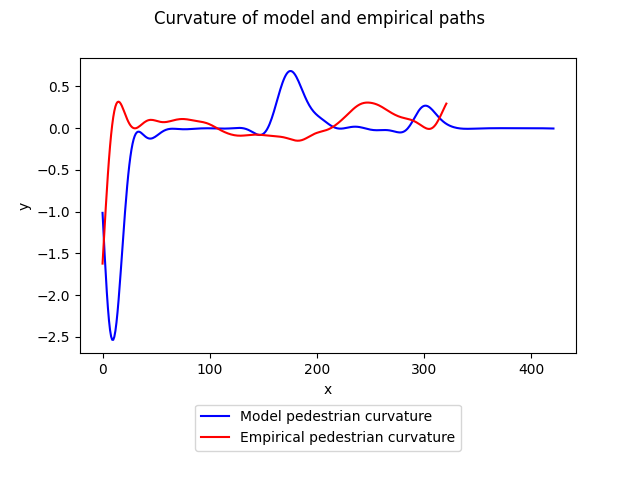 Curvature of model and empirical paths
0.5
0.0
−0.5
−1.0
−1.5
−2.0
−2.5
y
0 100 200 300 400
x
Model pedestrian curvature
Empirical pedestrian curvature